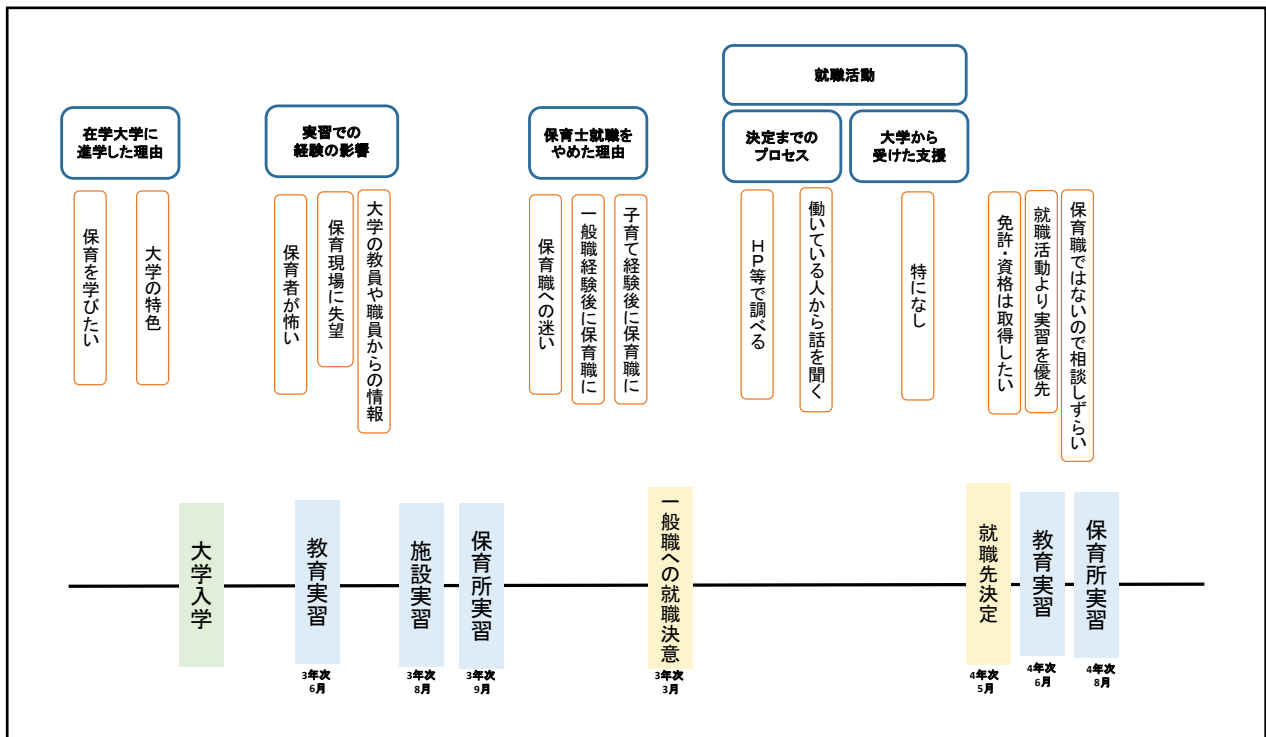 就職活動
在学大学に
進学した理由
実習での
経験の影響
保育士就職を
やめた理由
決定までの
プロセス
大学から
受けた支援
保育を学びたい
大学の特色
保育者が怖い
保育現場に失望
大学の教員や職員からの情報
保育職への迷い
一般職経験後に保育職に
子育て経験後に保育職に
HP等で調べる
働いている人から話を聞く
特になし
免許・資格は取得したい
就職活動より実習を優先
保育職ではないので相談しずらい
大学入学
教育実習
3年次
6月
施設実習
3年次
8月
保育所実習
3年次
9月
一般職への就職決意
3年次
3月
就職先決定
4年次
5月
教育実習
4年次
6月
保育所実習
4年次
8月